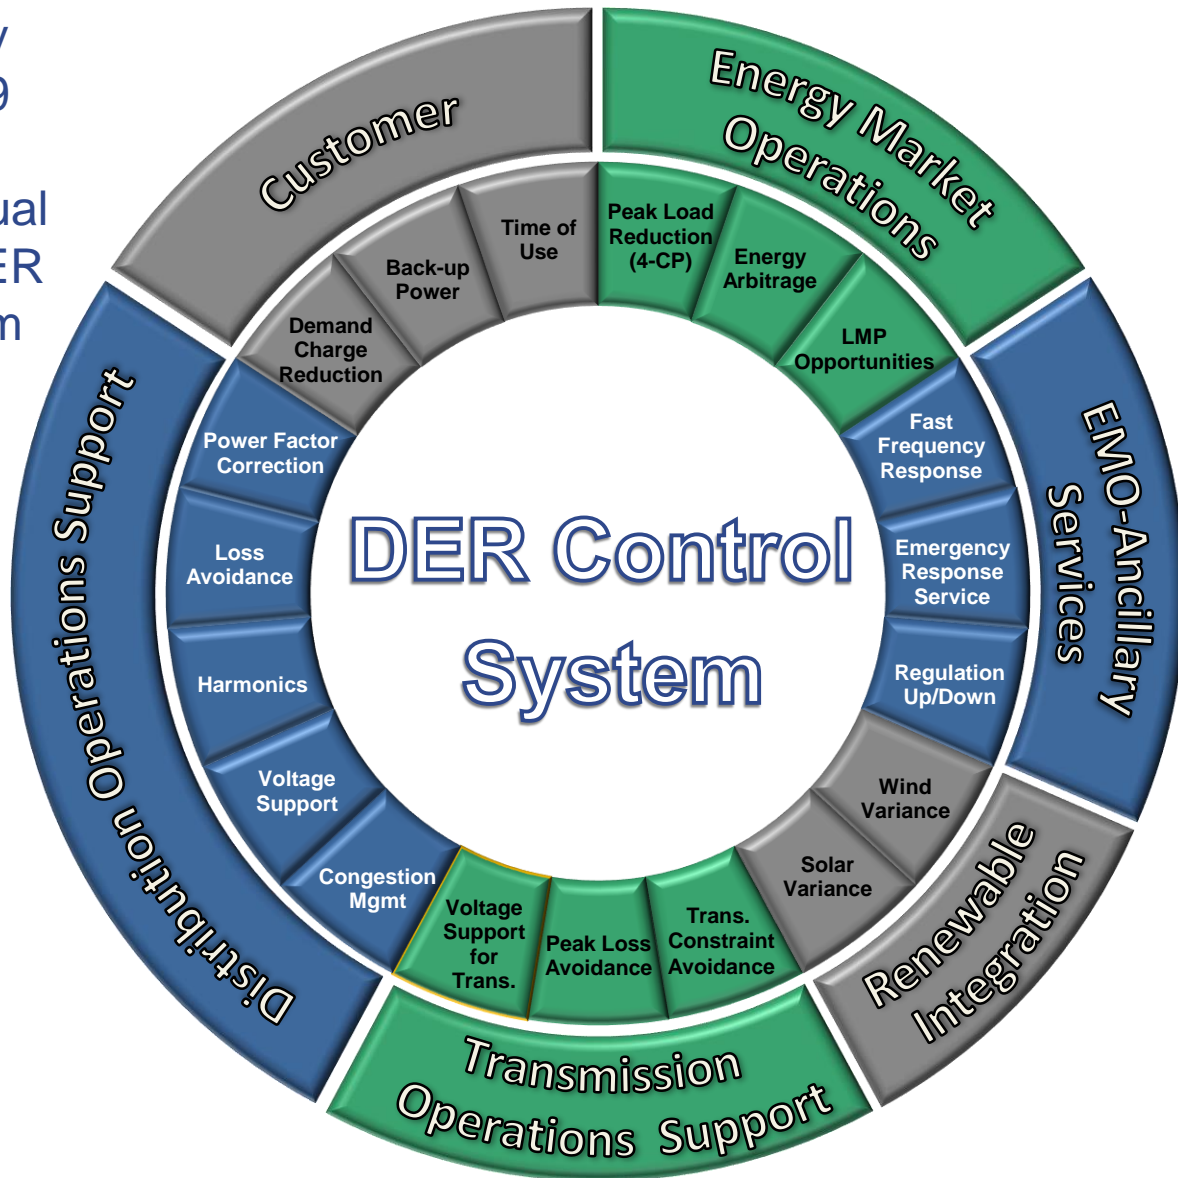 9
Customer
Energy Market
Operations
EMO-Ancillary
Services
Renewable
Integration
Transmission
Operations Support
Distribution Operations Support
Time of
Use
Back-up
Power
Demand
Charge
Reduction
Peak Load
Reduction
(4-CP)
Energy
Arbitrage
LMP
Opportunities
Fast
Frequency
Response
Emergency
Response
Service
Regulation
Up/Down
Wind
Variance
Solar
Variance
Trans.
Constraint
Avoidance
Peak Loss
Avoidance
Voltage
Support
for
Trans.
Congestion
Mgmt
Voltage
Support
Harmonics
Loss
Avoidance
Power Factor
Correction
DER Control
System